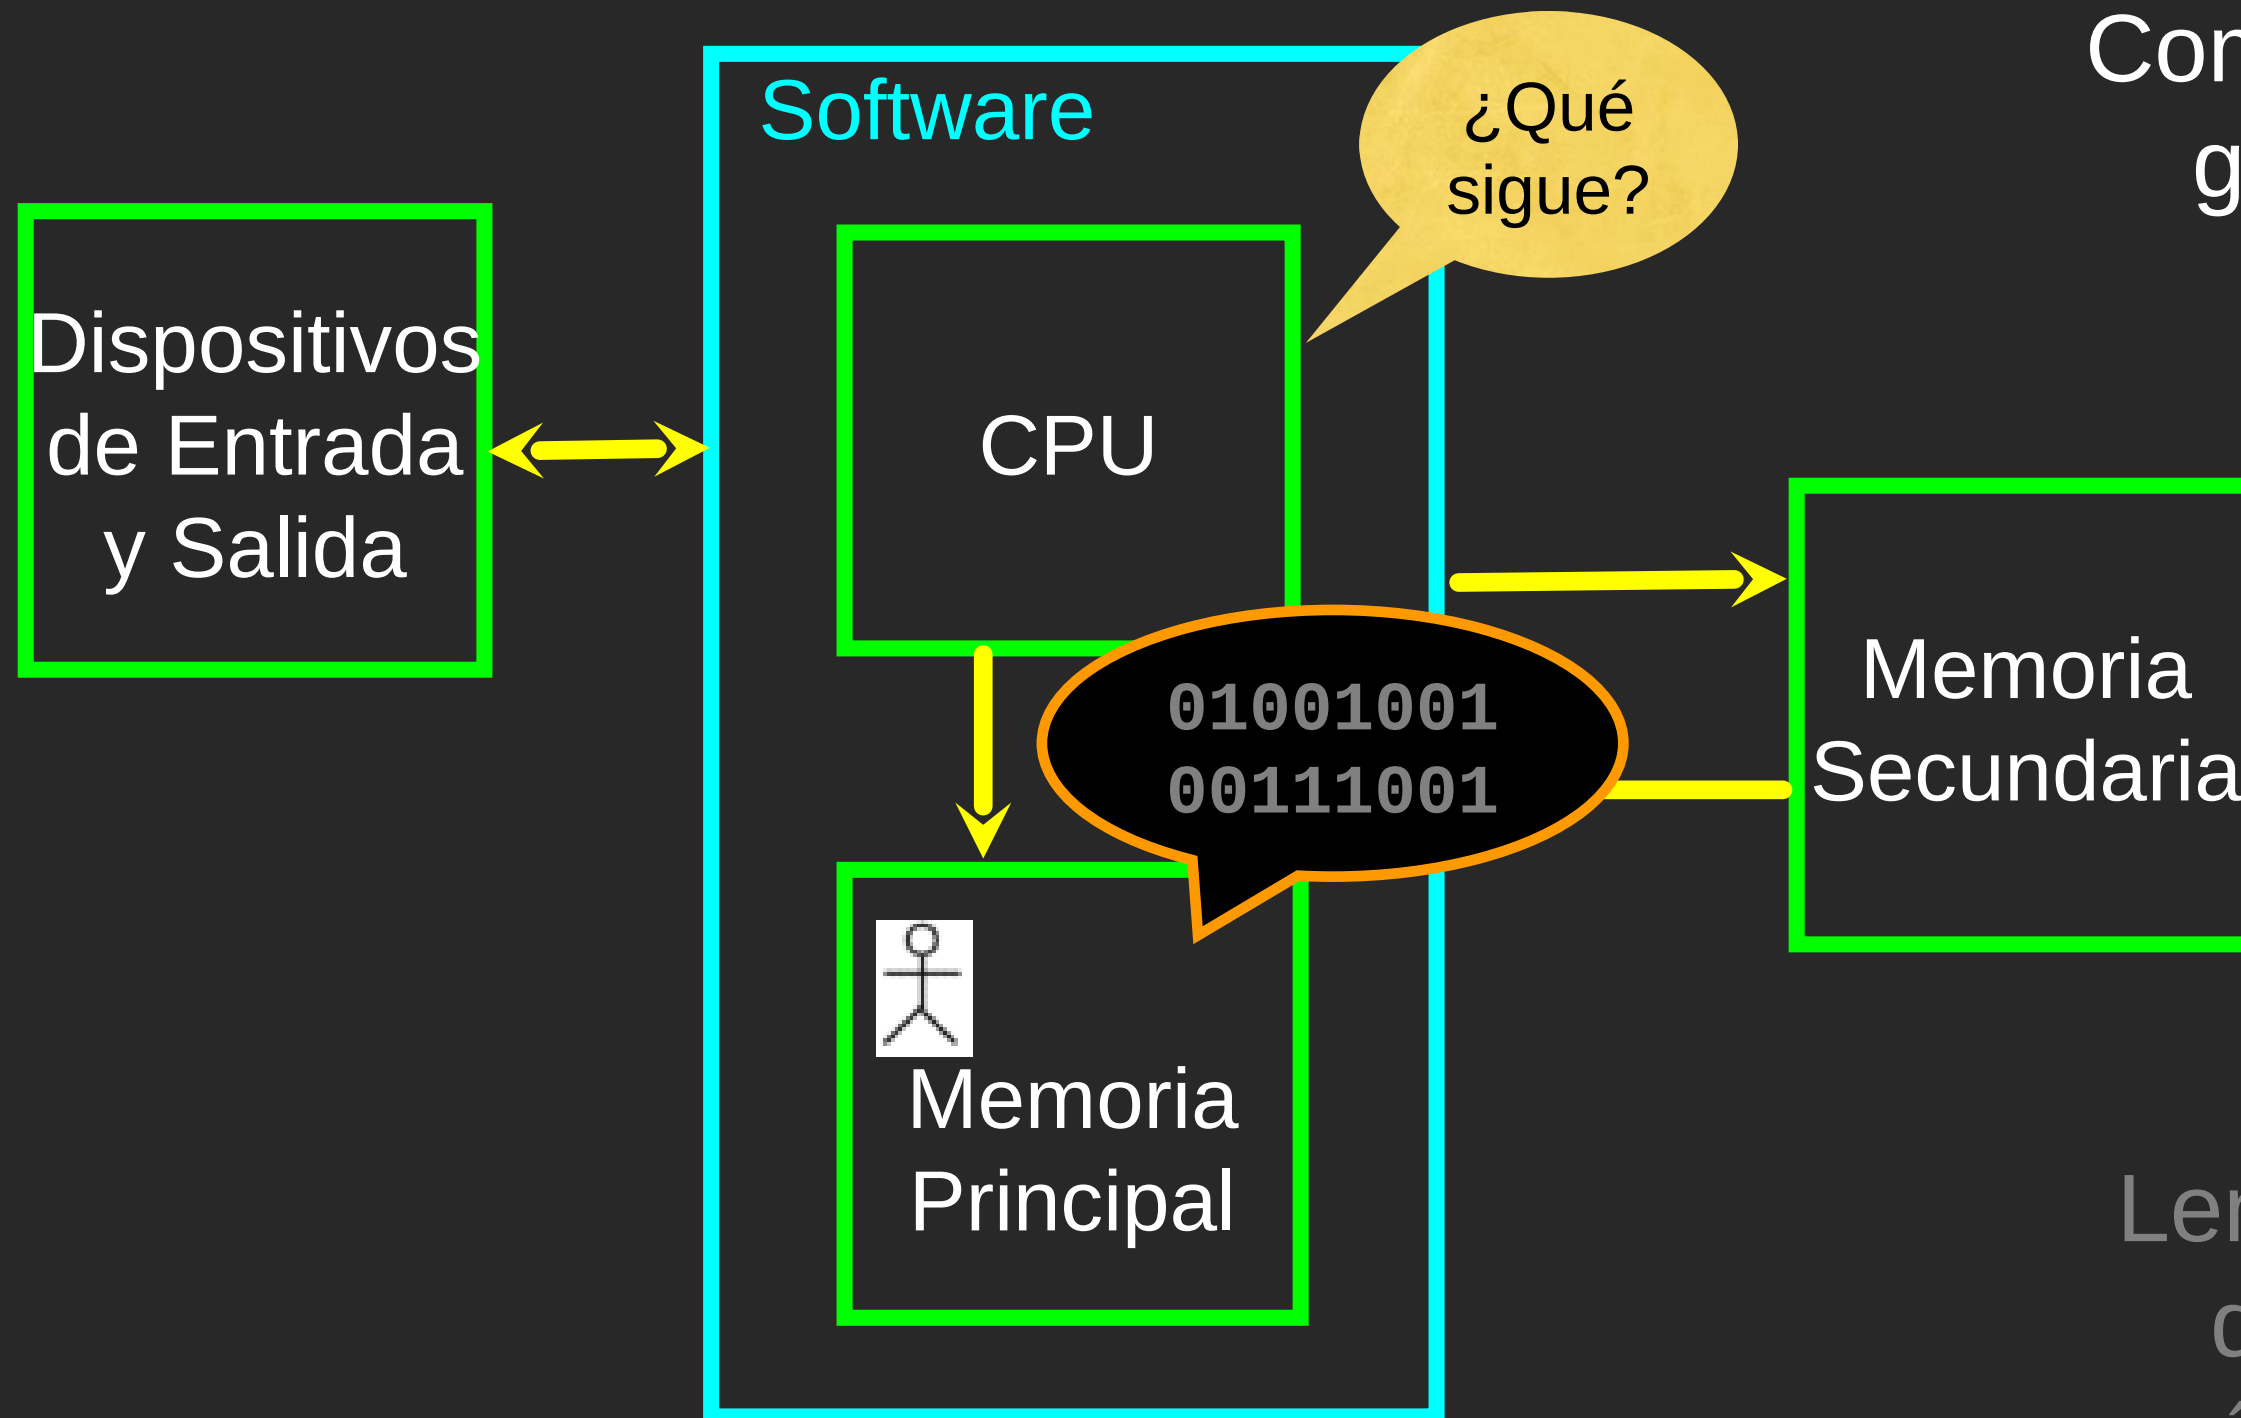 Software
¿Qué
sigue?
Dispositivos
de Entrada
y Salida
CPU
01001001
00111001
Memoria
Secundaria
Memoria
Principal